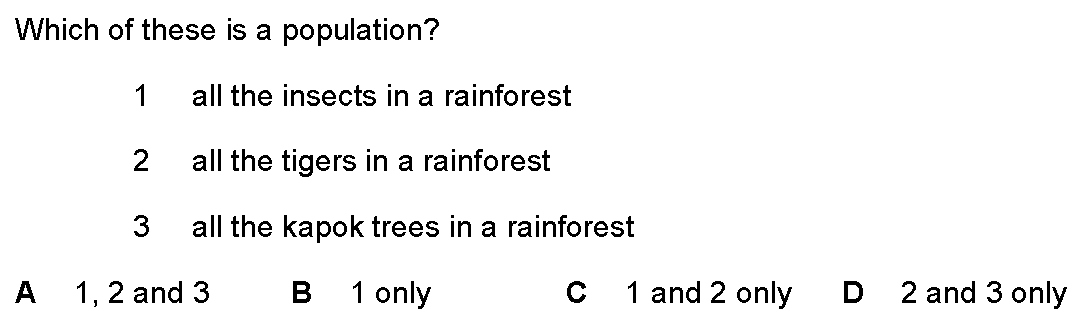 Which of these is a population?
1 all the insects in a rainforest
2 all the tigers in a rainforest
3 all the kapok trees in a rainforest
A 1, 2 and 3 B 1 only C 1 and 2 only D 2 and 3 only